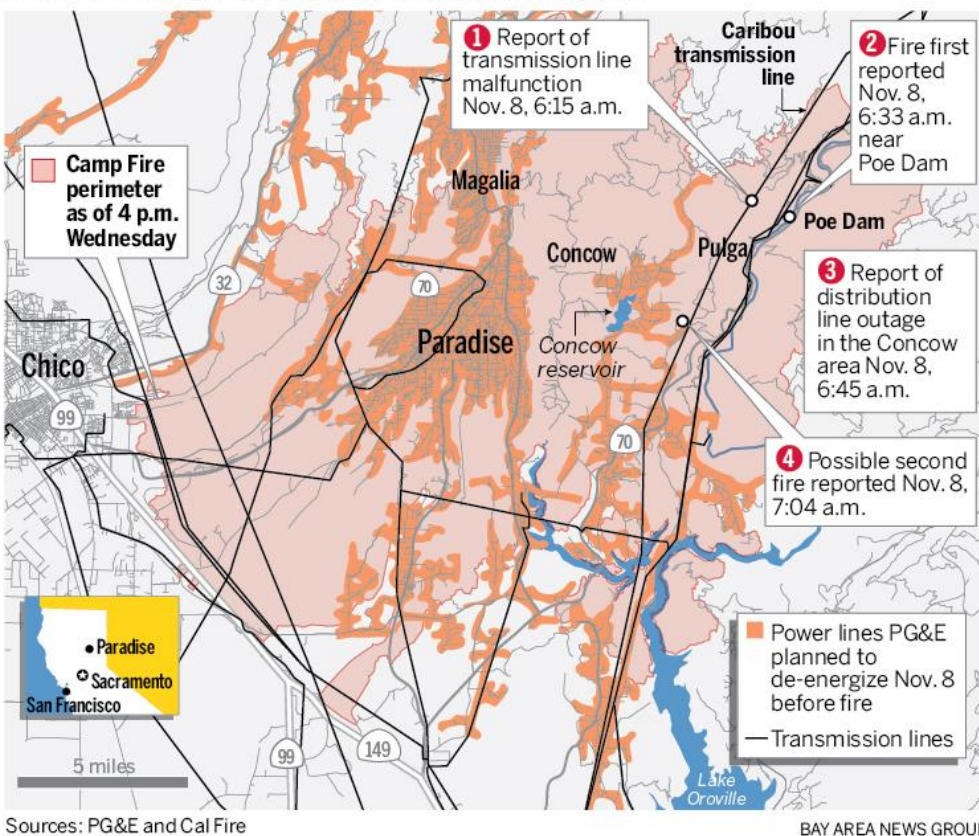 1 Report of
transmission line
malfunction
Nov. 8, 6:15 a.m.
Caribou
transmission
line
2 Fire first
reported
Nov. 8,
6:33 a.m.
near
Poe Dam
Camp Fire
perimeter
as of 4 p.m.
Wednesday
Magalia
Concow
Pulga
Poe Dam
32
70
Paradise
Concow
reservoir
3 Report of
distribution
line outage
in the Concow
area Nov. 8,
6:45 a.m.
Chico
99
70
4 Possible second
fire reported Nov. 8,
7:04 a.m.
Paradise
Sacramento
San Francisco
5 miles
99
149
Lake
Oroville
Power lines PG&E
planned to
de-energize Nov. 8
before fire
Transmission lines
Sources: PG&E and Cal Fire
BAY AREA NEWS GROUP